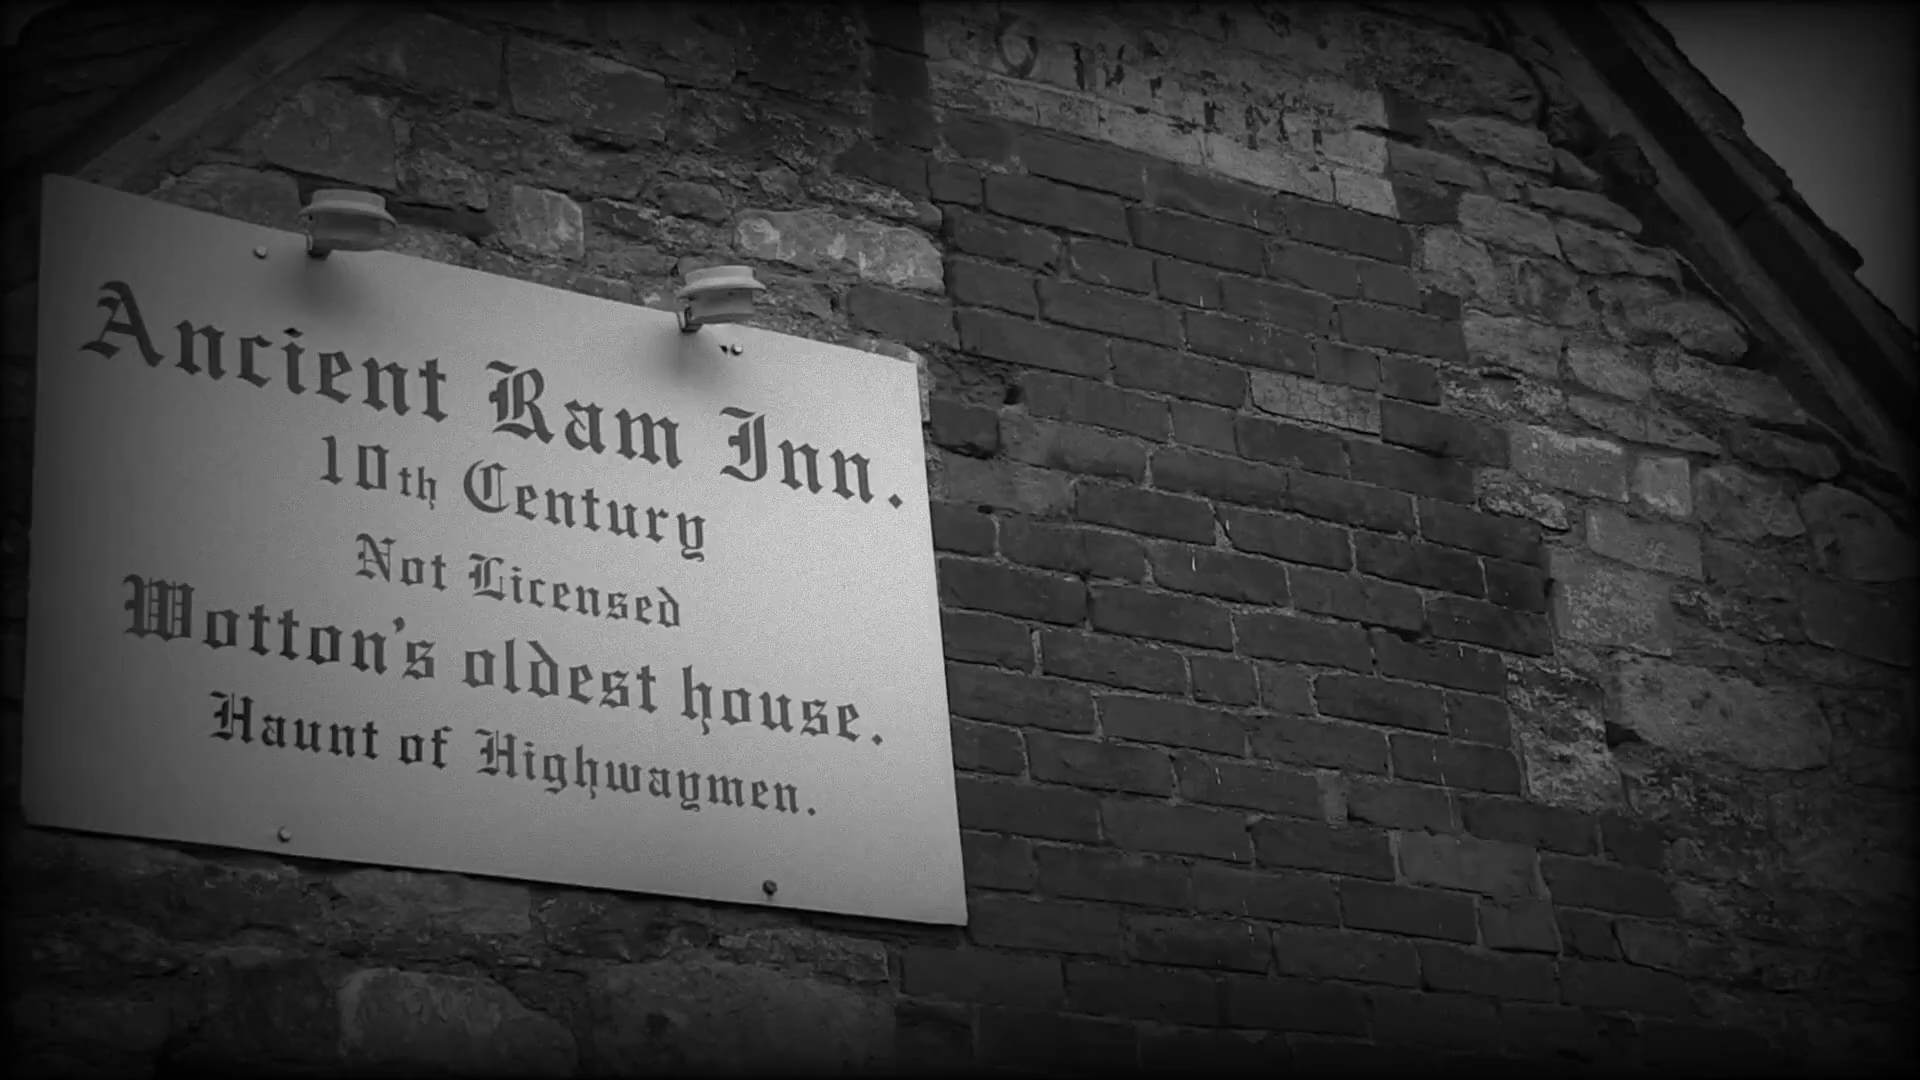 Ancient Ram Inn.
10th Century
Not Licensed
Wotton's oldest house.
Haunt of Highwaymen.